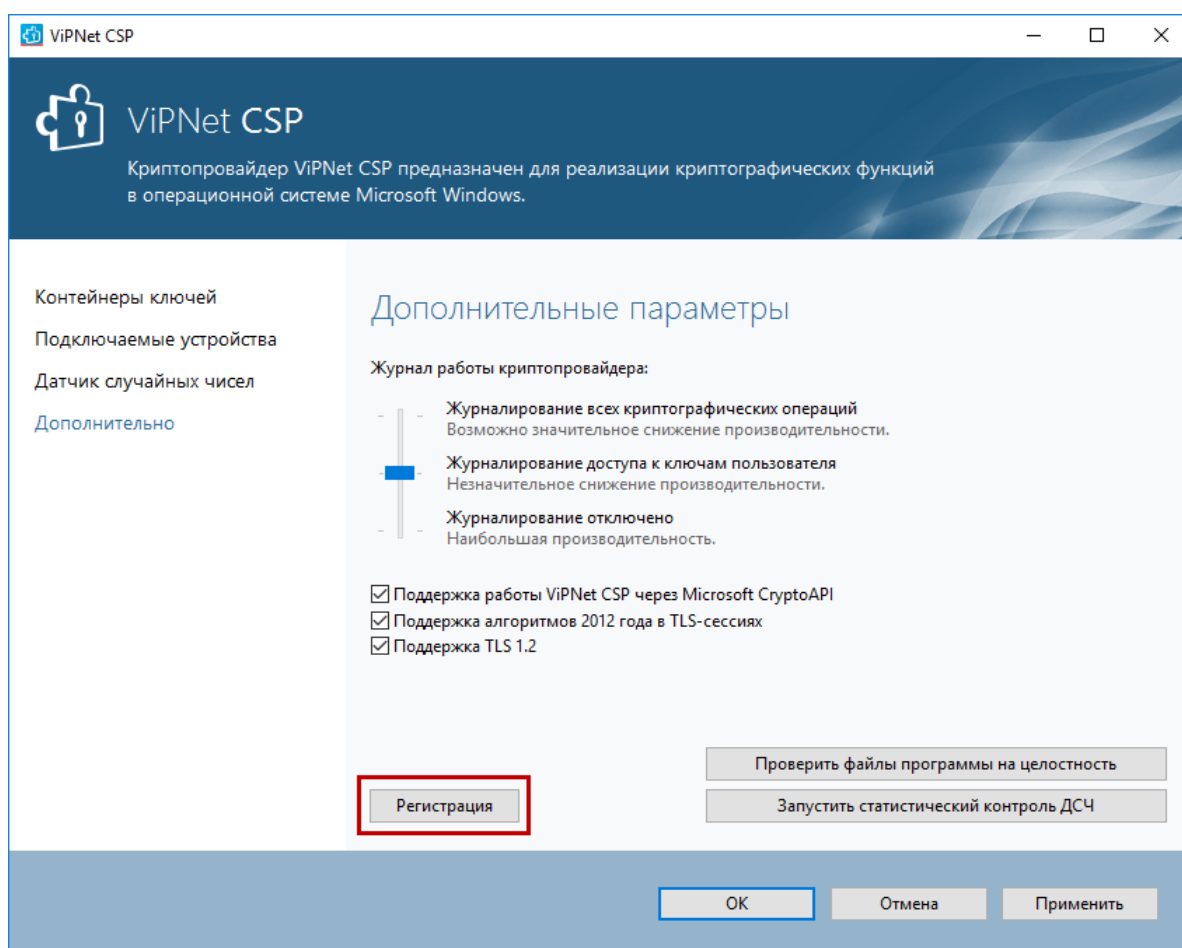 ViPNet CSP
ViPNet CSP
Криптопровайдер ViPNet CSP предназначен для реализации криптографических функций
в операционной системе Microsoft Windows.
Контейнеры ключей
Подключаемые устройства
Датчик случайных чисел
Дополнительно
Дополнительные параметры
Журнал работы криптопровайдера:
Журналирование всех криптографических операций
Возможно значительное снижение производительности.
Журналирование доступа к ключам пользователя
Незначительное снижение производительности.
Журналирование отключено
Наибольшая производительность.
Поддержка работы ViPNet CSP через Microsoft CryptoAPI
Поддержка алгоритмов 2012 года в TLS-сессиях
Поддержка TLS 1.2
Проверить файлы программы на целостность
Регистрация
Запустить статистический контроль ДСЧ
OK
Отмена
Применить